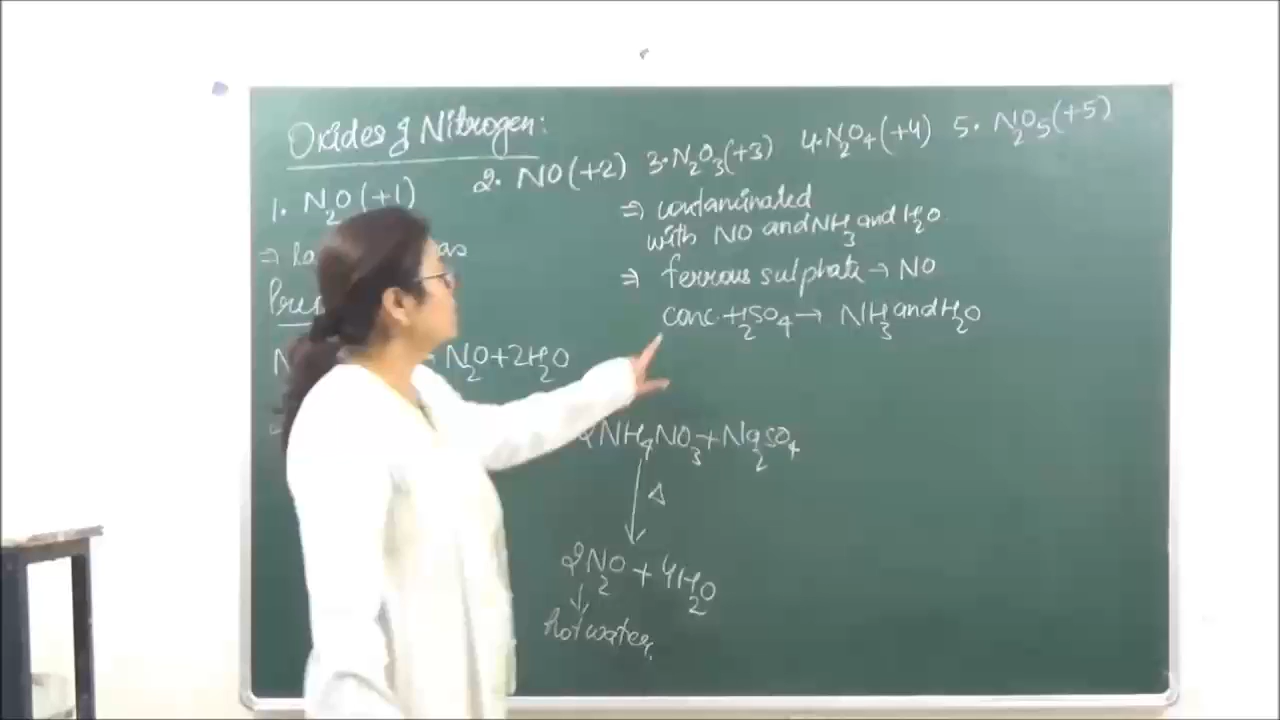 Oxides of Nitrogen:
1. N₂O (+1) 2. NO (+2) 3. N₂O₃ (+3) 4. N₂O₄ (+4) 5. N₂O₅ (+5)
⇒ contaminated
with NO and NH₃ and H₂O
⇒ ferrous sulphate → NO
conc. H₂SO₄ → NH₃ and H₂O
⇒
N₂O + 2H₂O
2NH₄NO₃ + Na₂SO₄
↓ Δ
2N₂O + 4H₂O
↓
hot water.